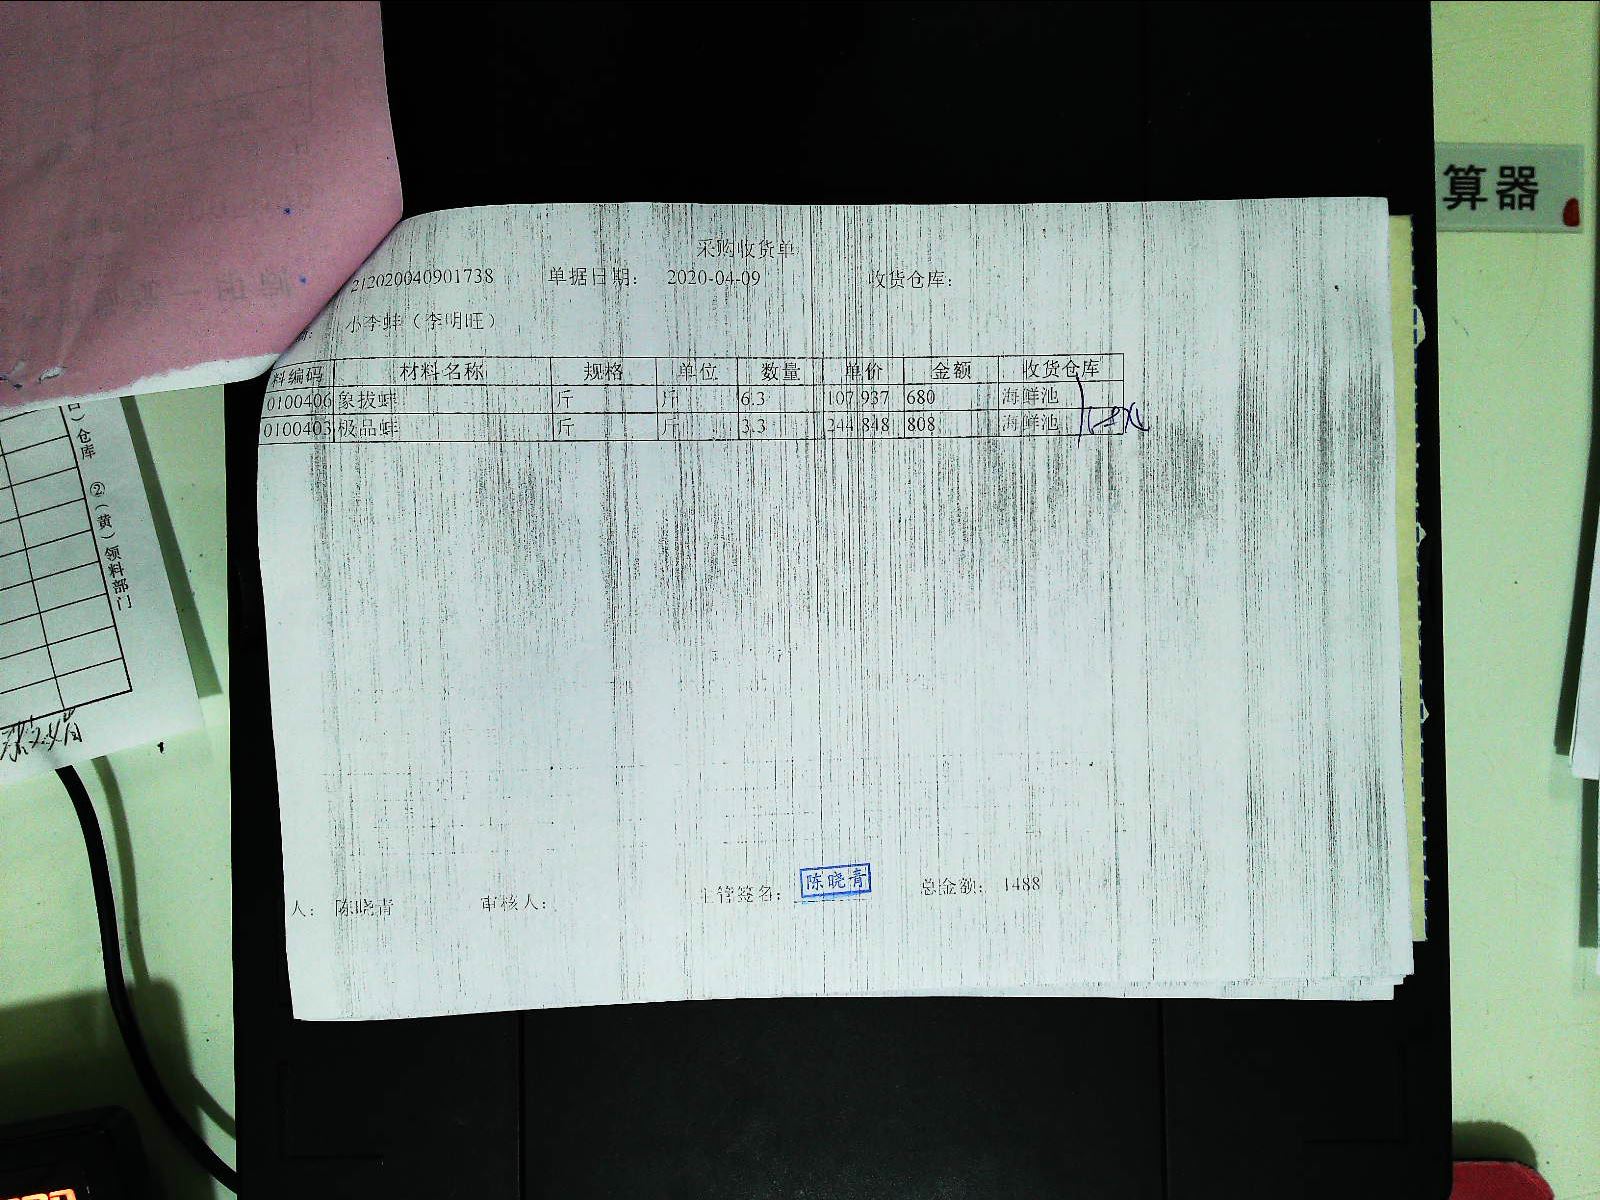 算器
采购收货单
212020040901738 单据日期: 2020-04-09 收货仓库:
小李蚌（李明旺）
料编码 材料名称 规格 单位 数量 单价 金额 收货仓库
0100406 象拔蚌 斤 斤 6.3 107.937 680 海鲜池
0100403 极品蚌 斤 斤 3.3 244.848 808 海鲜池
仓库 ②（黄）领料部门
人: 陈晓青 审核人: 主管签名: 陈晓青 总金额: 1488